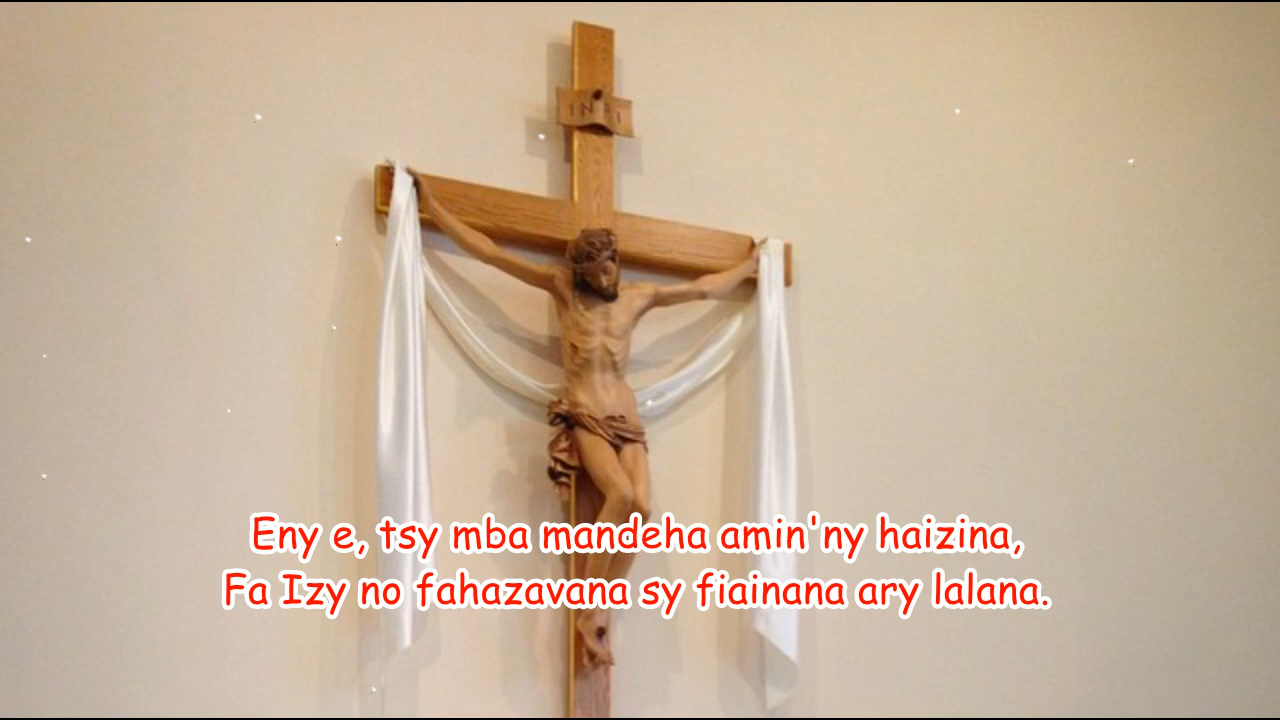 INRI
Eny e, tsy mba mandeha amin'ny haizina,
Fa Izy no fahazavana sy fiainana ary lalana.